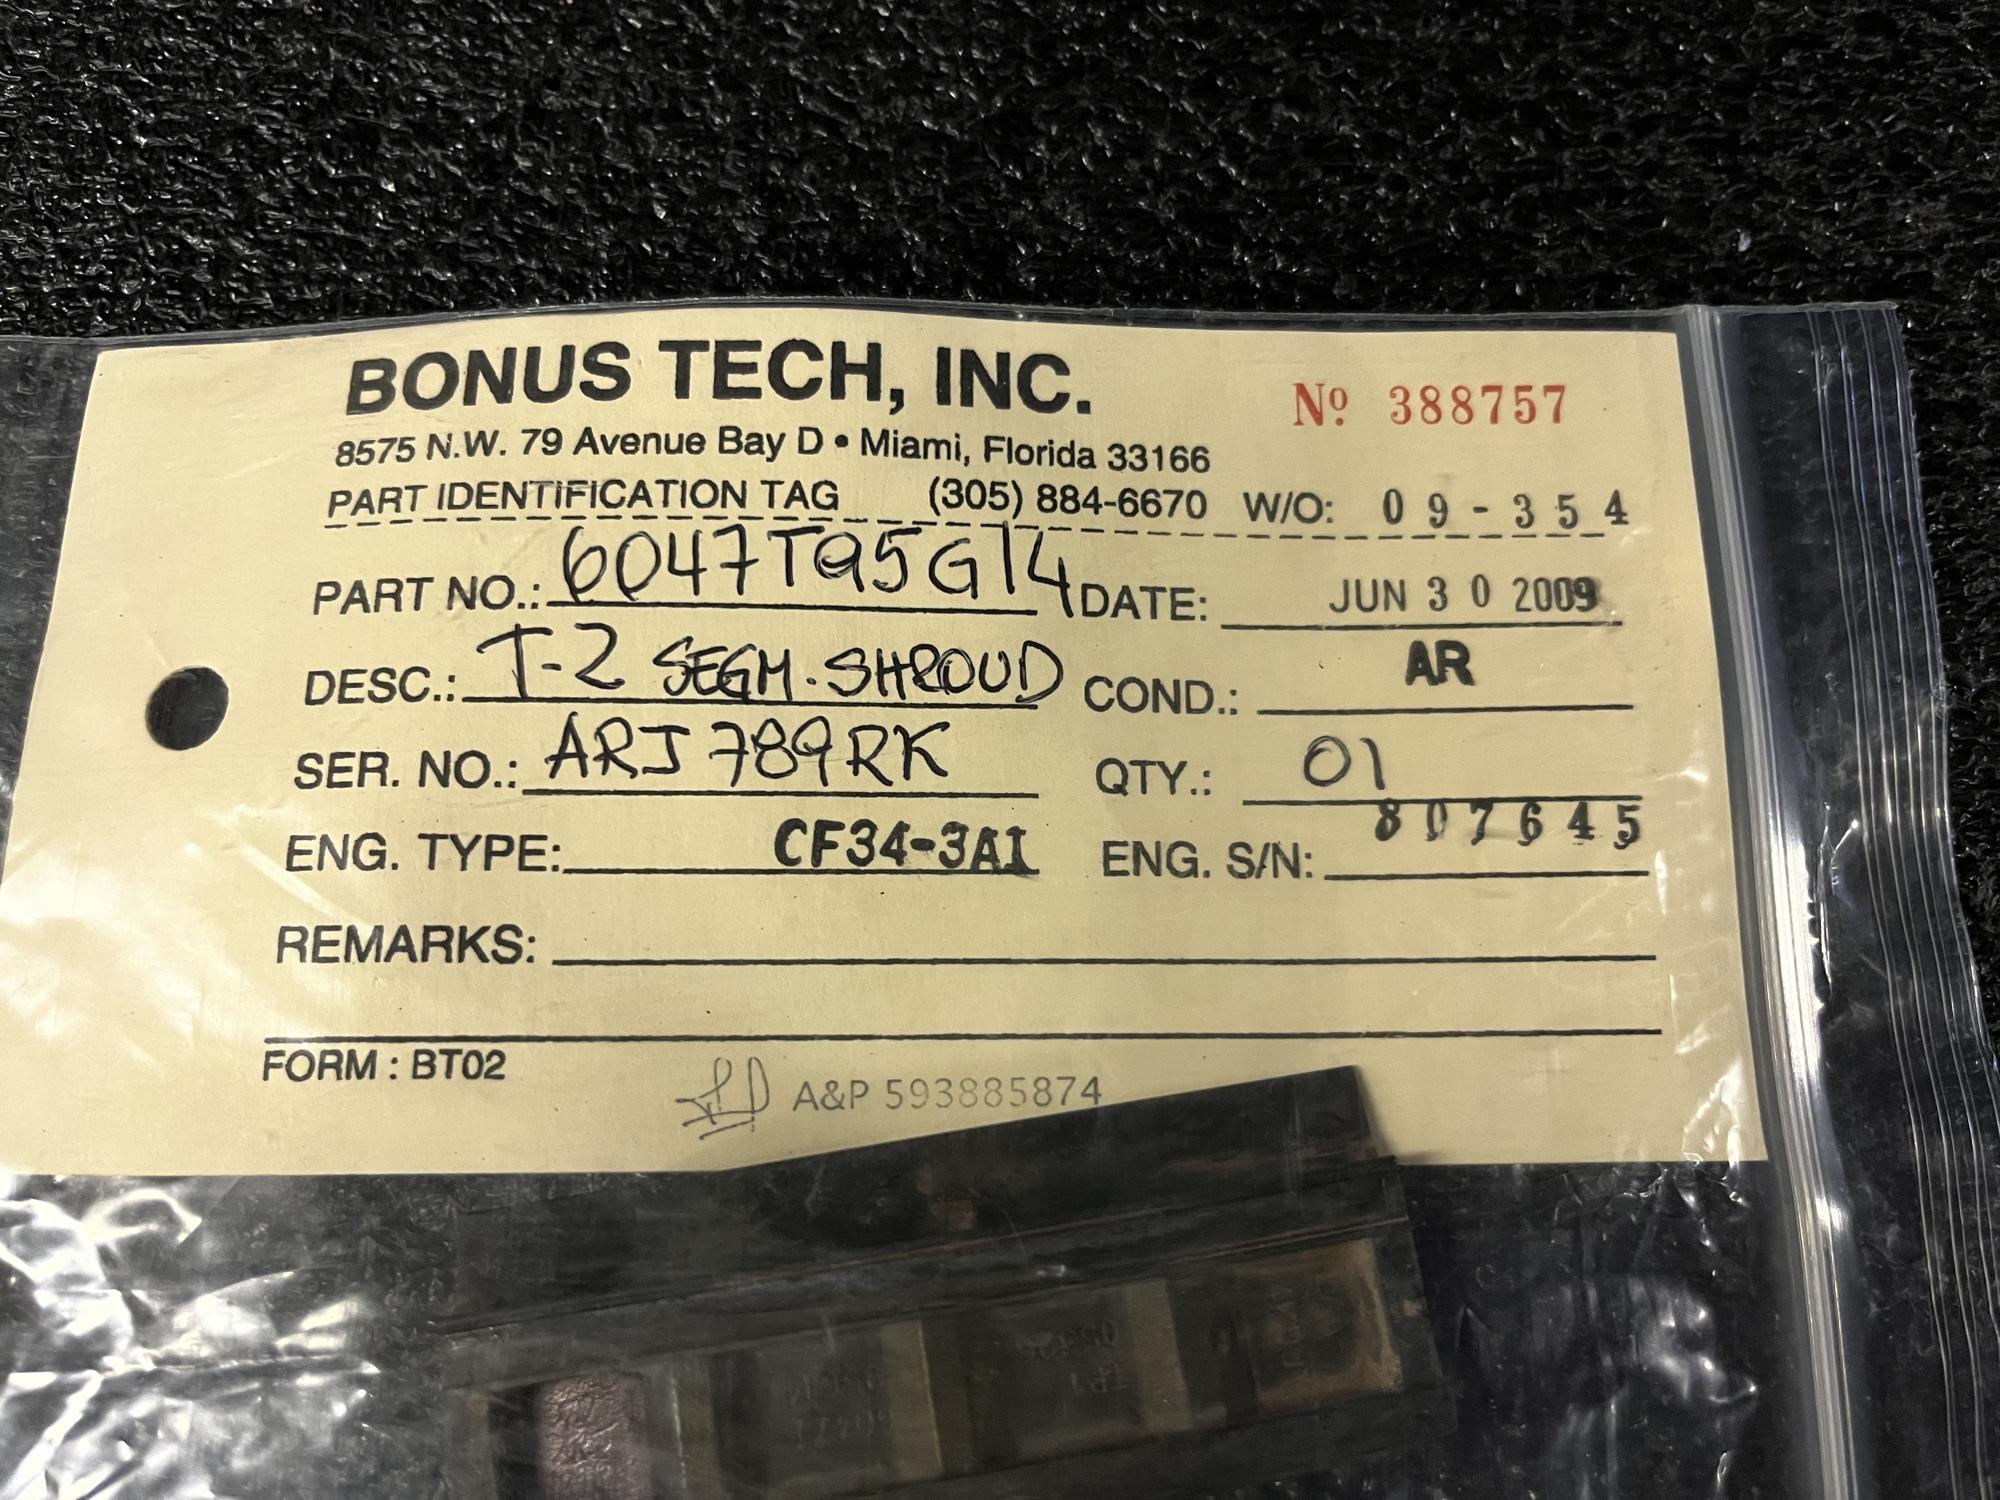 BONUS TECH, INC.
Nº 388757
8575 N.W. 79 Avenue Bay D • Miami, Florida 33166
PART IDENTIFICATION TAG (305) 884-6670 W/O: 09-354
PART NO.: 6047T95G14 DATE: JUN 30 2009
DESC.: T-2 SEGM. SHROUD COND.: AR
SER. NO.: ARJ789RK QTY.: 01
ENG. TYPE: CF34-3A1 ENG. S/N: 807645
REMARKS:
FORM : BT02
A&P 593885874